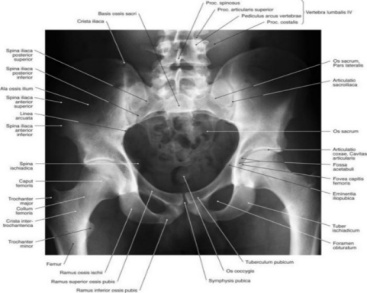 Proc. spinosus
Proc. articularis superior
Basis ossis sacri
Pediculus arcus vertebrae
Vertebra lumbalis IV
Crista iliaca
Proc. costalis
Spina iliaca
posterior
superior
Spina iliaca
posterior
inferior
Ala ossis ilium
Spina iliaca
anterior
superior
Linea
arcuata
Spina iliaca
anterior
inferior
Spina
ischiadica
Caput
femoris
Trochanter
major
Collum
femoris
Crista inter-
trochanterica
Trochanter
minor
Femur
Ramus ossis ischii
Ramus superior ossis pubis
Ramus inferior ossis pubis
Os sacrum,
Pars lateralis
Articulatio
sacroiliaca
Os sacrum
Articulatio
coxae, Cavitas
articularis
Fossa
acetabuli
Fovea capitis
femoris
Eminentia
iliopubica
Tuber
ischiadicum
Foramen
obturatum
Tuberculum pubicum
Os coccygis
Symphysis pubica